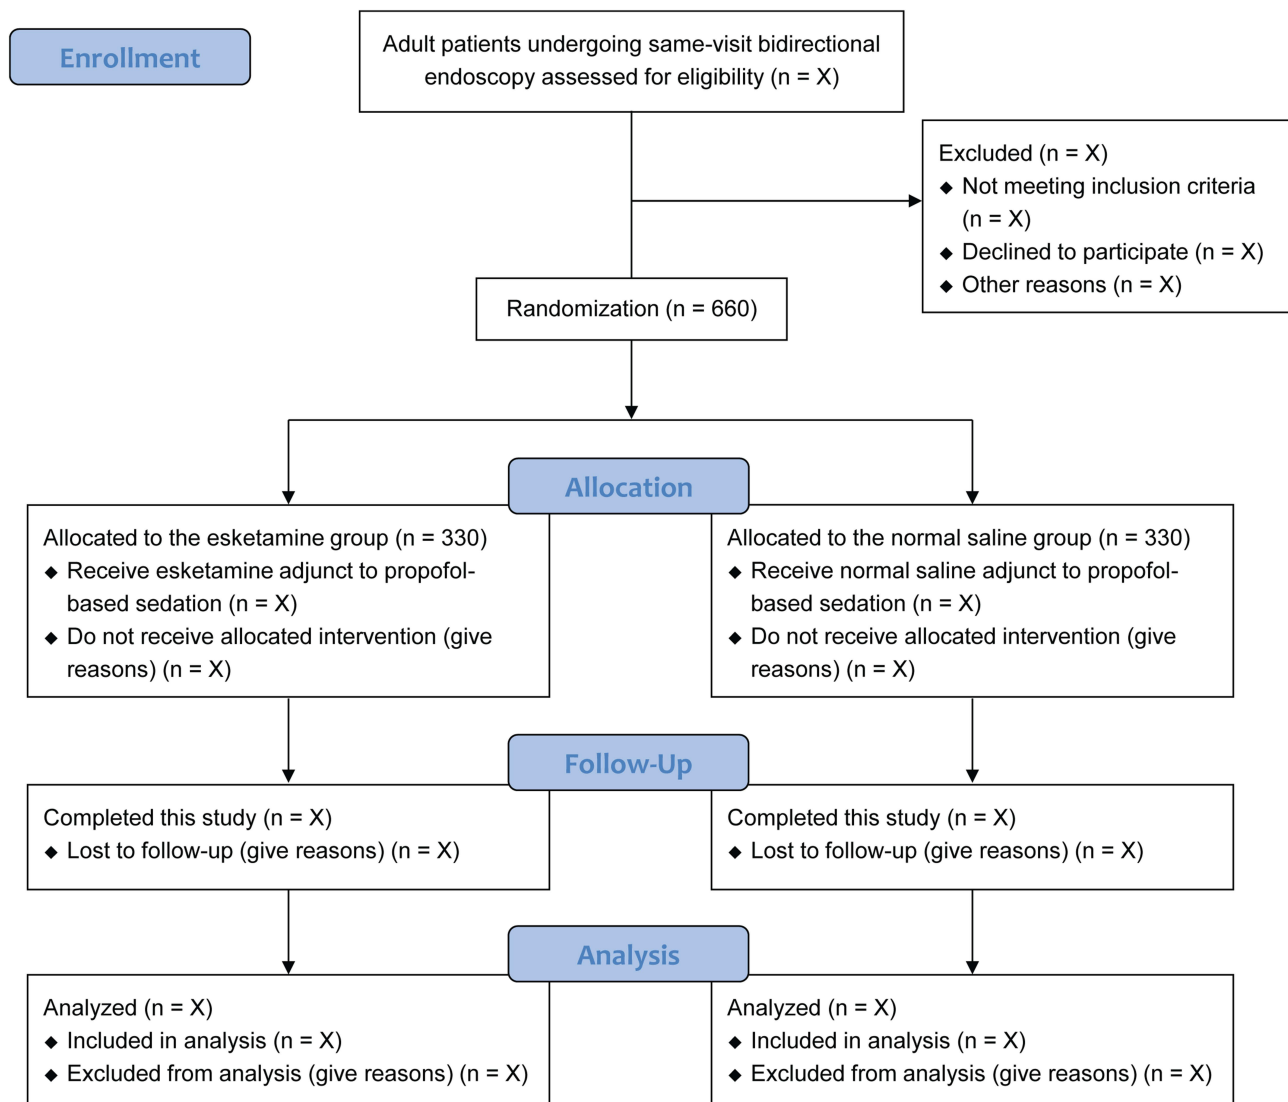 Enrollment
Adult patients undergoing same-visit bidirectional
endoscopy assessed for eligibility (n = X)
Excluded (n = X)
◆ Not meeting inclusion criteria
(n = X)
◆ Declined to participate (n = X)
◆ Other reasons (n = X)
Randomization (n = 660)
Allocation
Allocated to the esketamine group (n = 330)
◆ Receive esketamine adjunct to propofol-
based sedation (n = X)
◆ Do not receive allocated intervention (give
reasons) (n = X)
Allocated to the normal saline group (n = 330)
◆ Receive normal saline adjunct to propofol-
based sedation (n = X)
◆ Do not receive allocated intervention (give
reasons) (n = X)
Follow-Up
Completed this study (n = X)
◆ Lost to follow-up (give reasons) (n = X)
Completed this study (n = X)
◆ Lost to follow-up (give reasons) (n = X)
Analysis
Analyzed (n = X)
◆ Included in analysis (n = X)
◆ Excluded from analysis (give reasons) (n = X)
Analyzed (n = X)
◆ Included in analysis (n = X)
◆ Excluded from analysis (give reasons) (n = X)